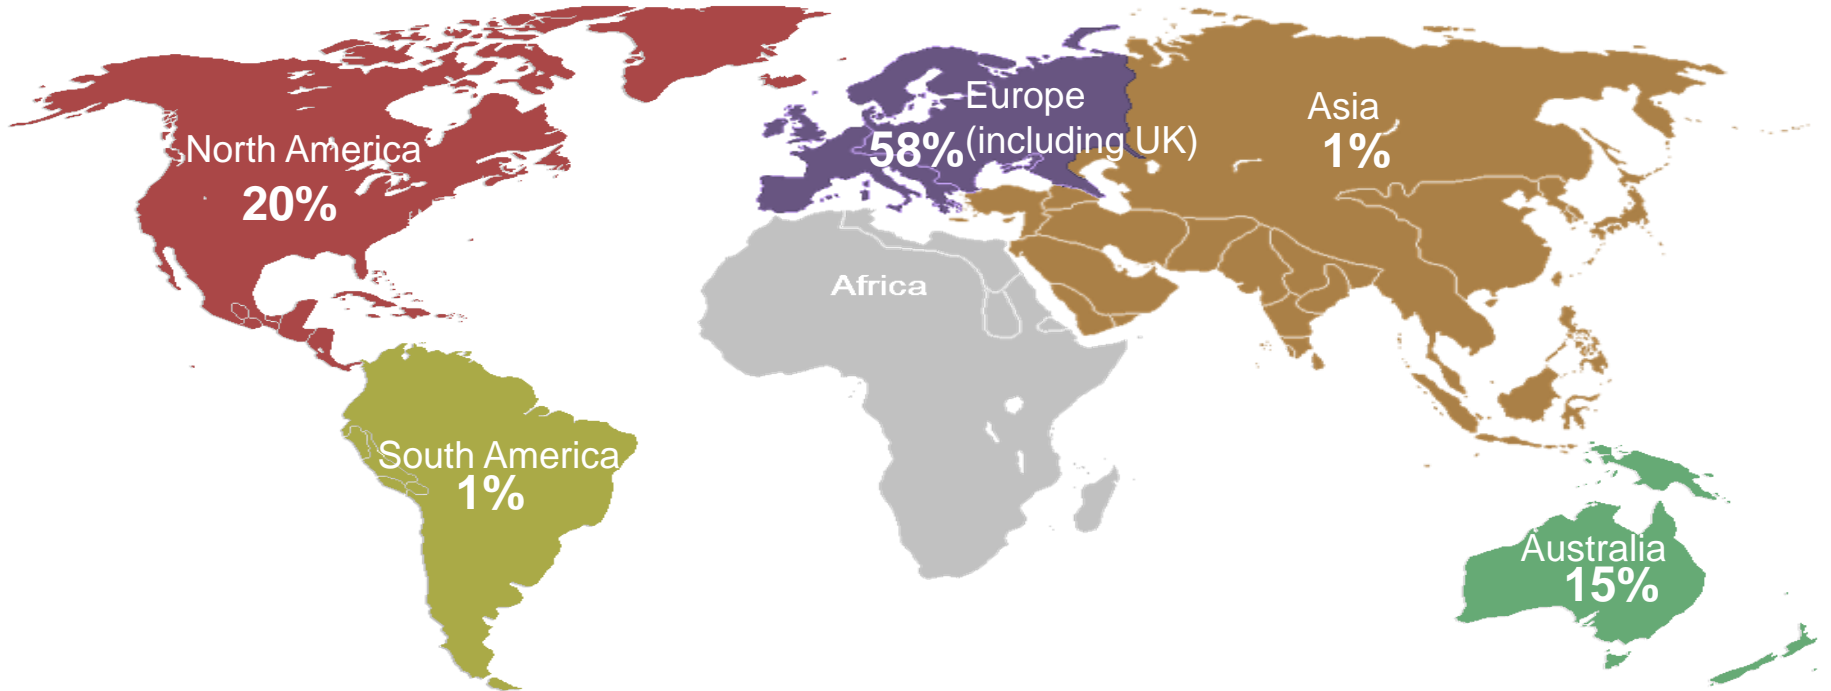 North America
20%
Europe
58% (including UK)
Asia
1%
Africa
South America
1%
Australia
15%